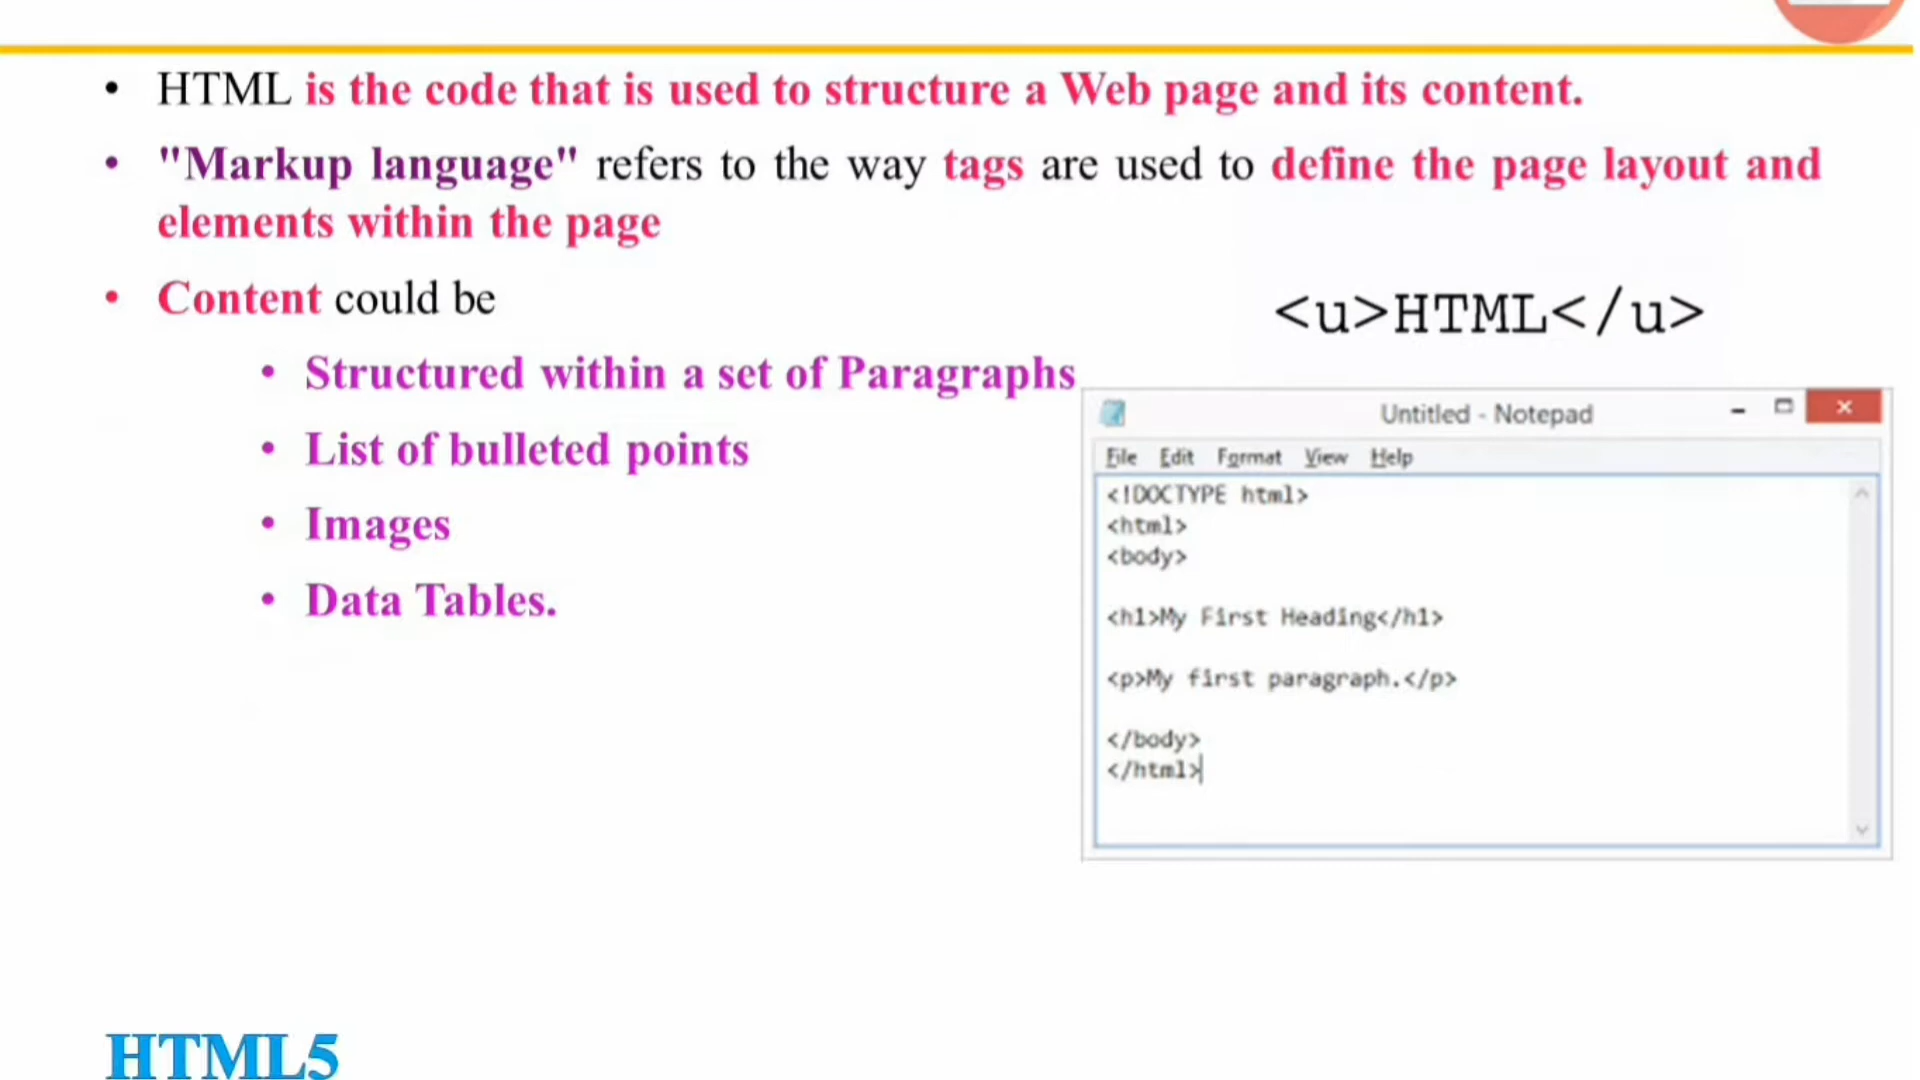 • HTML is the code that is used to structure a Web page and its content.
• "Markup language" refers to the way tags are used to define the page layout and
elements within the page
• Content could be
• Structured within a set of Paragraphs
• List of bulleted points
• Images
• Data Tables.
<u>HTML</u>
Untitled - Notepad
File Edit Format View Help
<!DOCTYPE html>
<html>
<body>
<h1>My First Heading</h1>
<p>My first paragraph.</p>
</body>
</html>
HTML5